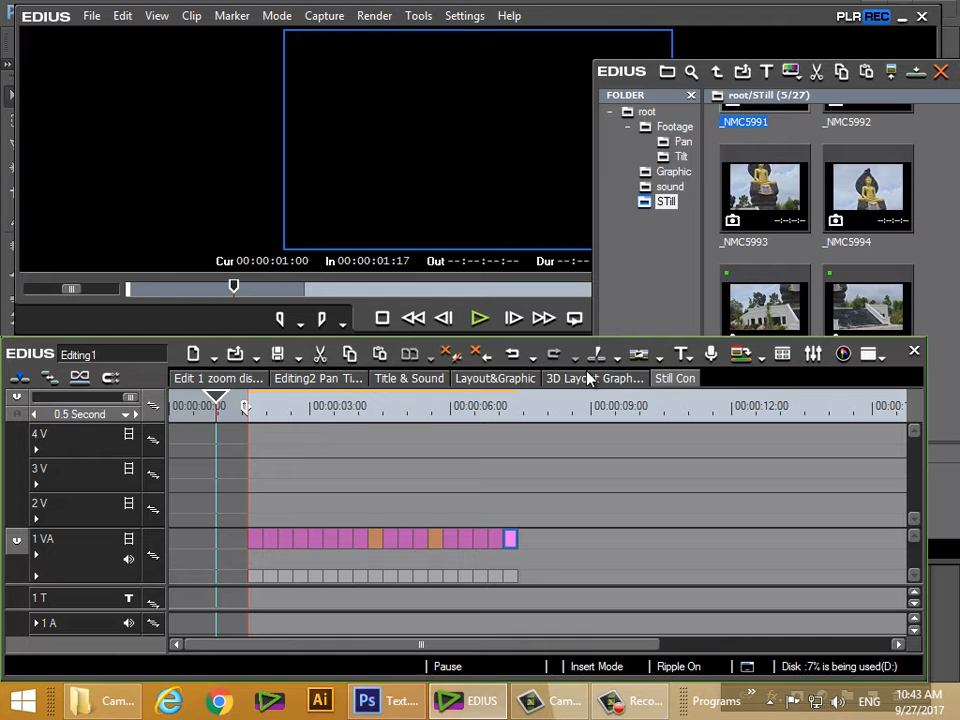 EDIUS File Edit View Clip Marker Mode Capture Render Tools Settings Help PLR REC
EDIUS
FOLDER
root/STill (5/27)
root
Footage
Pan
Tilt
Graphic
sound
STill
_NMC5991
_NMC5992
_NMC5993
_NMC5994
Cur 00:00:01:00 In 00:00:01:17 Out --:--:--:-- Dur --:--:--
EDIUS Editing1
Edit 1 zoom dis... Editing2 Pan Ti... Title & Sound Layout&Graphic 3D Layout Graph... Still Con
0.5 Second
00:00:00:00 00:00:03:00 00:00:06:00 00:00:09:00 00:00:12:00 00:00:1
4 V
3 V
2 V
1 VA
1 T T
1 A
Pause Insert Mode Ripple On Disk :7% is being used(D:)
Cam... Ai Ps Text.... EDIUS Cam... Reco... Programs ENG 10:43 AM
9/27/2017